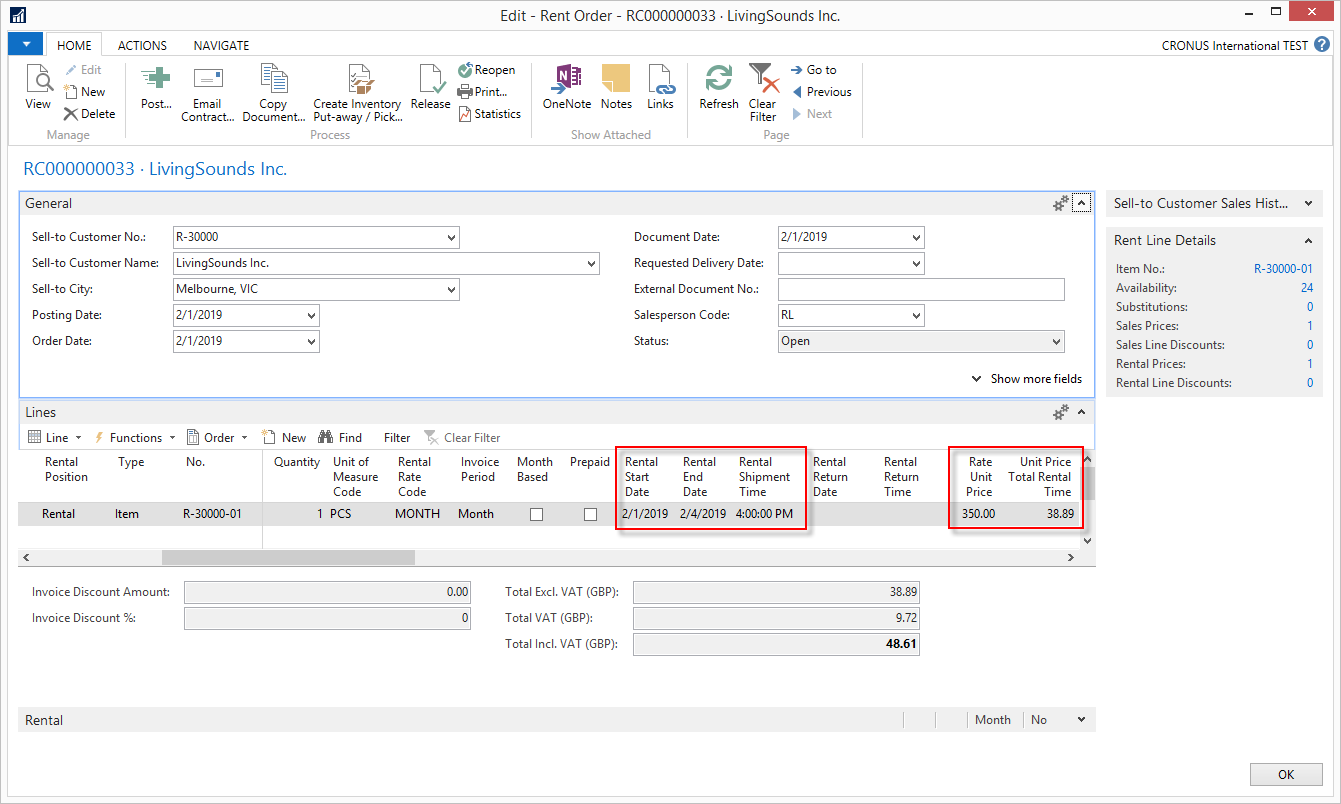 Edit - Rent Order - RC000000033 · LivingSounds Inc.
HOME ACTIONS NAVIGATE CRONUS International TEST ?
View
Edit
New
Delete
Manage
Post...
Email Contract...
Copy Document...
Create Inventory Put-away / Pick...
Release
Reopen
Print...
Statistics
Process
OneNote
Notes
Links
Show Attached
Refresh
Clear Filter
Go to
Previous
Next
Page
RC000000033 · LivingSounds Inc.
General
Sell-to Customer No.: R-30000
Sell-to Customer Name: LivingSounds Inc.
Sell-to City: Melbourne, VIC
Posting Date: 2/1/2019
Order Date: 2/1/2019
Document Date: 2/1/2019
Requested Delivery Date:
External Document No.:
Salesperson Code: RL
Status: Open
Show more fields
Lines
Line Functions Order New Find Filter Clear Filter
Rental Position Type No. Quantity Unit of Measure Code Rental Rate Code Invoice Period Month Based Prepaid Rental Start Date Rental End Date Rental Shipment Time Rental Return Date Rental Return Time Rate Unit Price Unit Price Total Rental Time
Rental Item R-30000-01 1 PCS MONTH Month 2/1/2019 2/4/2019 4:00:00 PM 350.00 38.89
Invoice Discount Amount: 0.00
Invoice Discount %: 0
Total Excl. VAT (GBP): 38.89
Total VAT (GBP): 9.72
Total Incl. VAT (GBP): 48.61
Rental Month No
Sell-to Customer Sales Hist...
Rent Line Details
Item No.: R-30000-01
Availability: 24
Substitutions: 0
Sales Prices: 1
Sales Line Discounts: 0
Rental Prices: 1
Rental Line Discounts: 0
OK